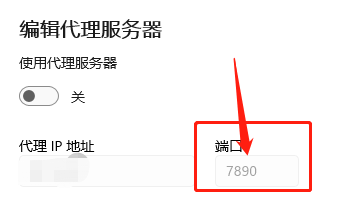 编辑代理服务器
使用代理服务器
关
代理 IP 地址
端口
7890